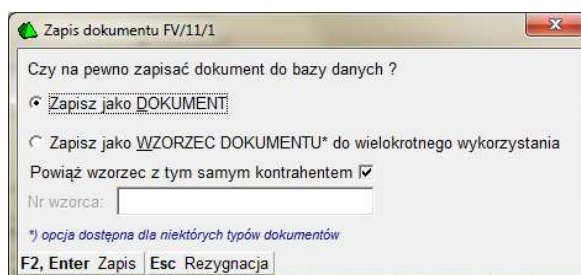 Zapis dokumentu FV/11/1
Czy na pewno zapisać dokument do bazy danych ?
Zapisz jako DOKUMENT
Zapisz jako WZORZEC DOKUMENTU* do wielokrotnego wykorzystania
Powiąż wzorzec z tym samym kontrahentem
Nr wzorca:
*) opcja dostępna dla niektórych typów dokumentów
F2, Enter Zapis Esc Rezygnacja